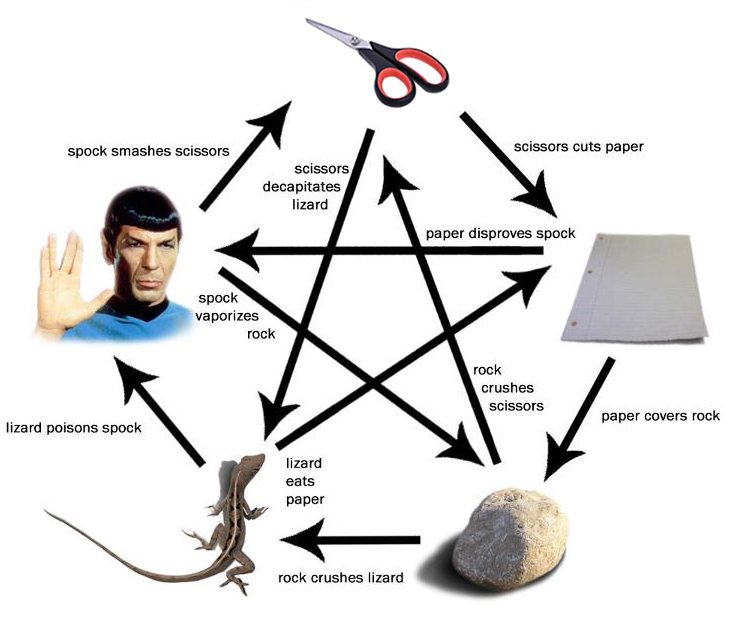 scissors cuts paper
spock smashes scissors
scissors
decapitates
lizard
paper disproves spock
spock
vaporizes
rock
rock
crushes
scissors
paper covers rock
lizard poisons spock
lizard
eats
paper
rock crushes lizard